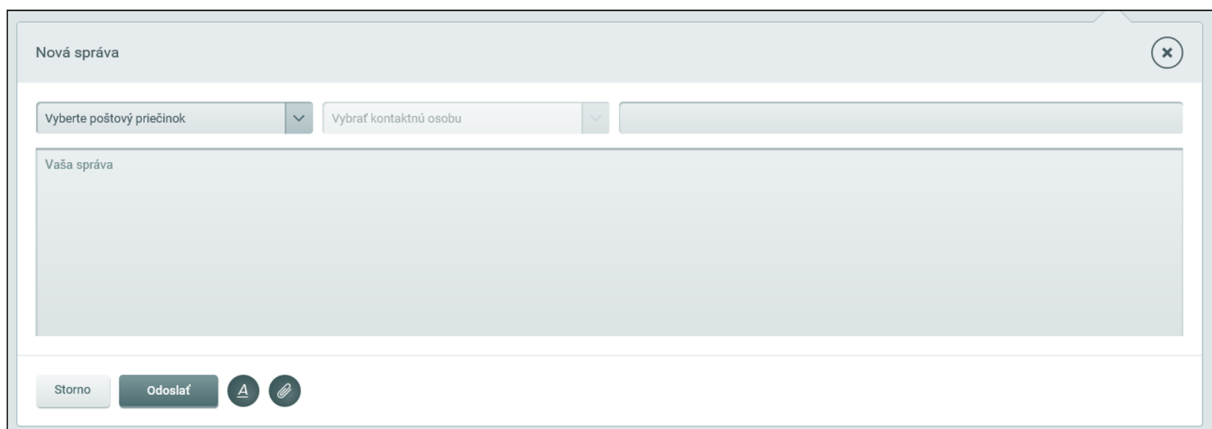 Nová správa
Vyberte poštový priečinok
Vybrať kontaktnú osobu
Vaša správa
Storno
Odoslať
A